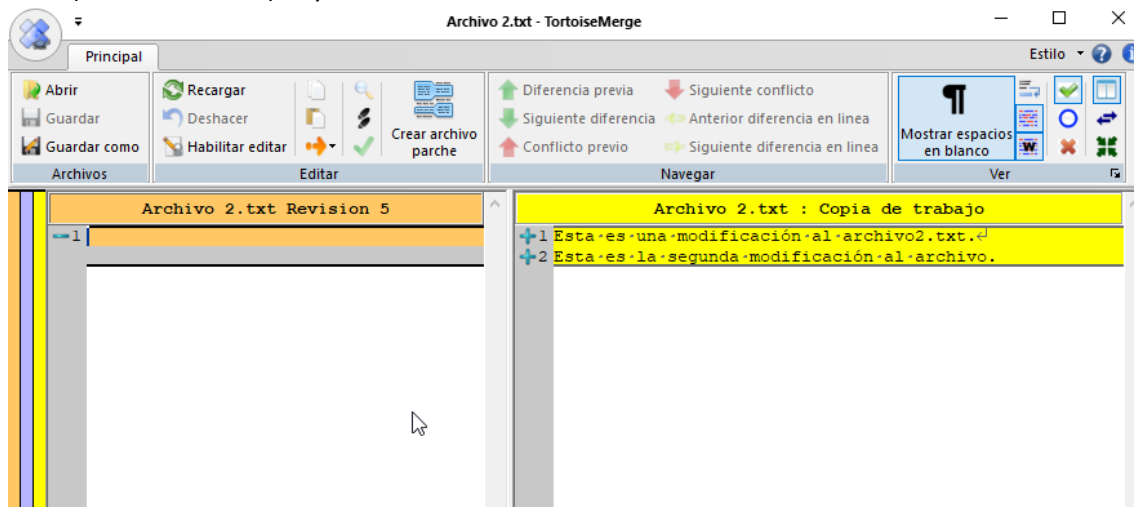 Archivo 2.txt - TortoiseMerge
Principal
Estilo
Abrir
Guardar
Guardar como
Archivos
Recargar
Deshacer
Habilitar editar
Crear archivo
parche
Editar
Diferencia previa
Siguiente diferencia
Conflicto previo
Siguiente conflicto
Anterior diferencia en linea
Siguiente diferencia en linea
Navegar
Mostrar espacios
en blanco
Ver
Archivo 2.txt Revision 5
1
Archivo 2.txt : Copia de trabajo
1 Esta·es·una·modificación·al·archivo2.txt.
2 Esta·es·la·segunda·modificación·al·archivo.